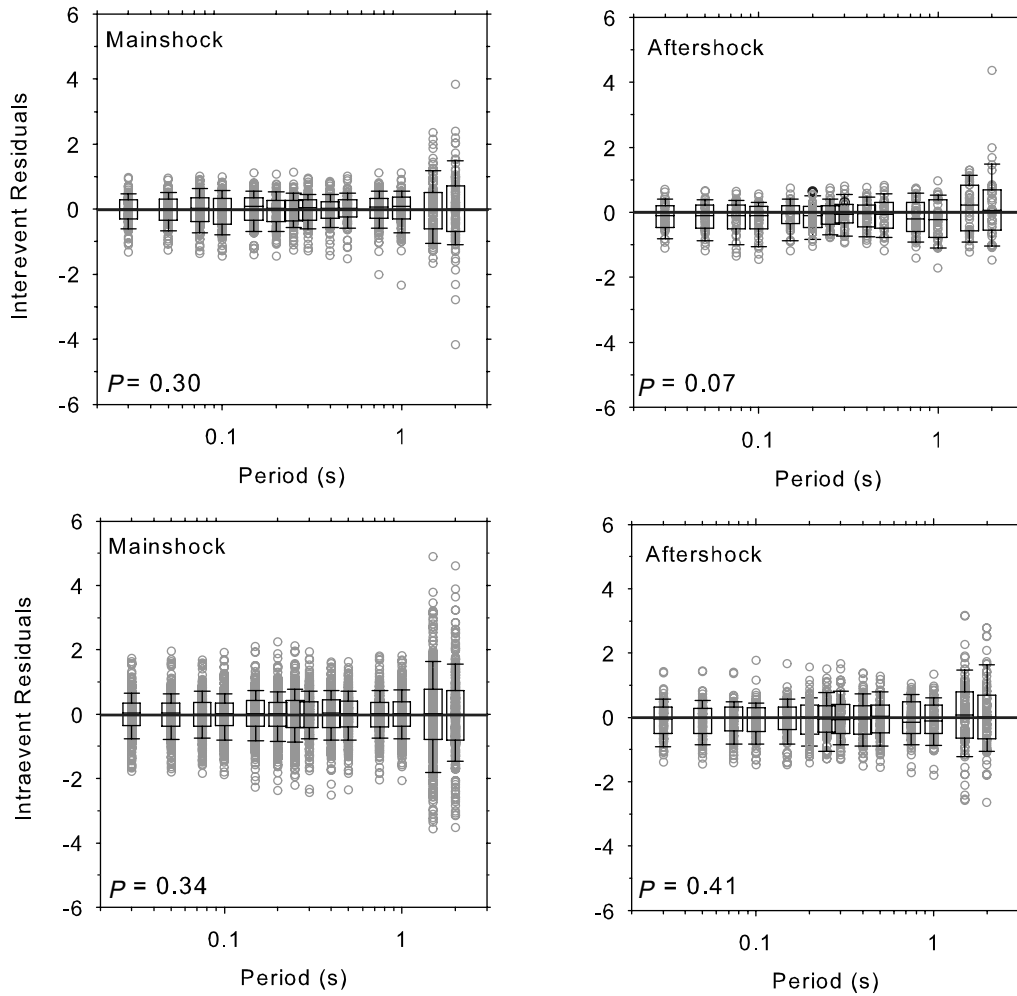 6
4
2
0
-2
-4
-6
Interevent Residuals
Mainshock
P = 0.30
0.1
1
Period (s)
6
4
2
0
-2
-4
-6
Aftershock
P = 0.07
0.1
1
Period (s)
6
4
2
0
-2
-4
-6
Intraevent Residuals
Mainshock
P = 0.34
0.1
1
Period (s)
6
4
2
0
-2
-4
-6
Aftershock
P = 0.41
0.1
1
Period (s)